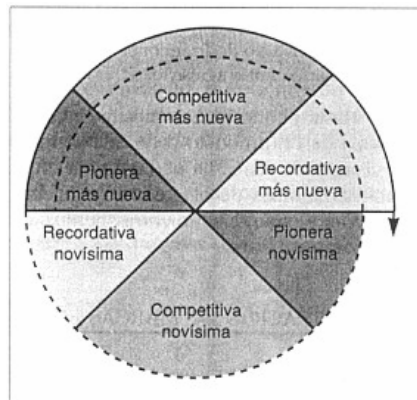 Competitiva
más nueva
Pionera
más nueva
Recordativa
más nueva
Recordativa
novísima
Pionera
novísima
Competitiva
novísima